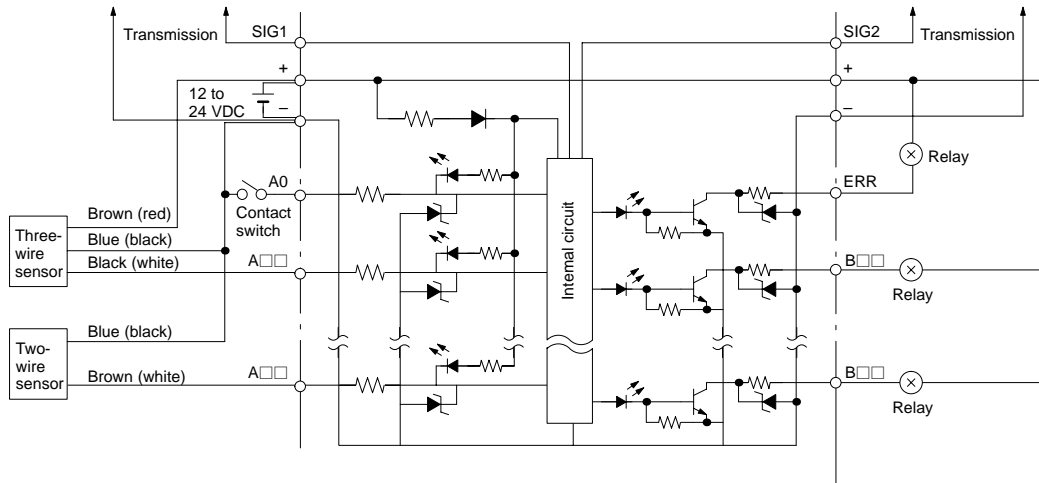 Transmission
SIG1
SIG2
Transmission
+
+
12 to
24 VDC
–
–
Relay
A0
ERR
Contact
switch
Brown (red)
Three-
wire
sensor
Blue (black)
Black (white)
A□□
Internal circuit
B□□
Relay
Blue (black)
Two-
wire
sensor
Brown (white)
A□□
B□□
Relay